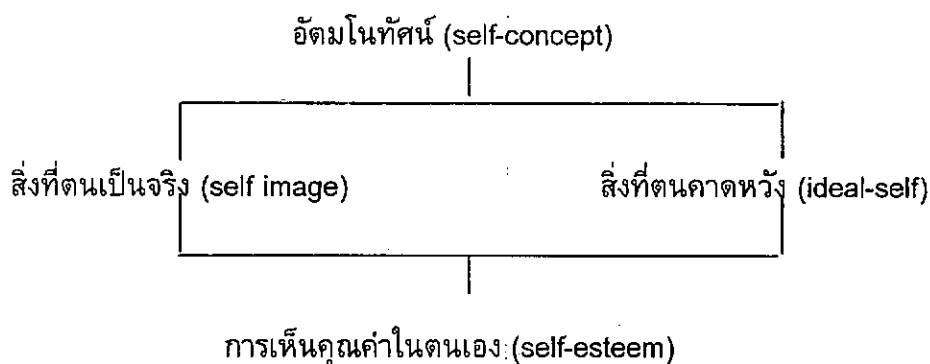 อัตมโนทัศน์ (self-concept)
สิ่งที่ตนเป็นจริง (self image) สิ่งที่ตนคาดหวัง (ideal-self)
การเห็นคุณค่าในตนเอง (self-esteem)